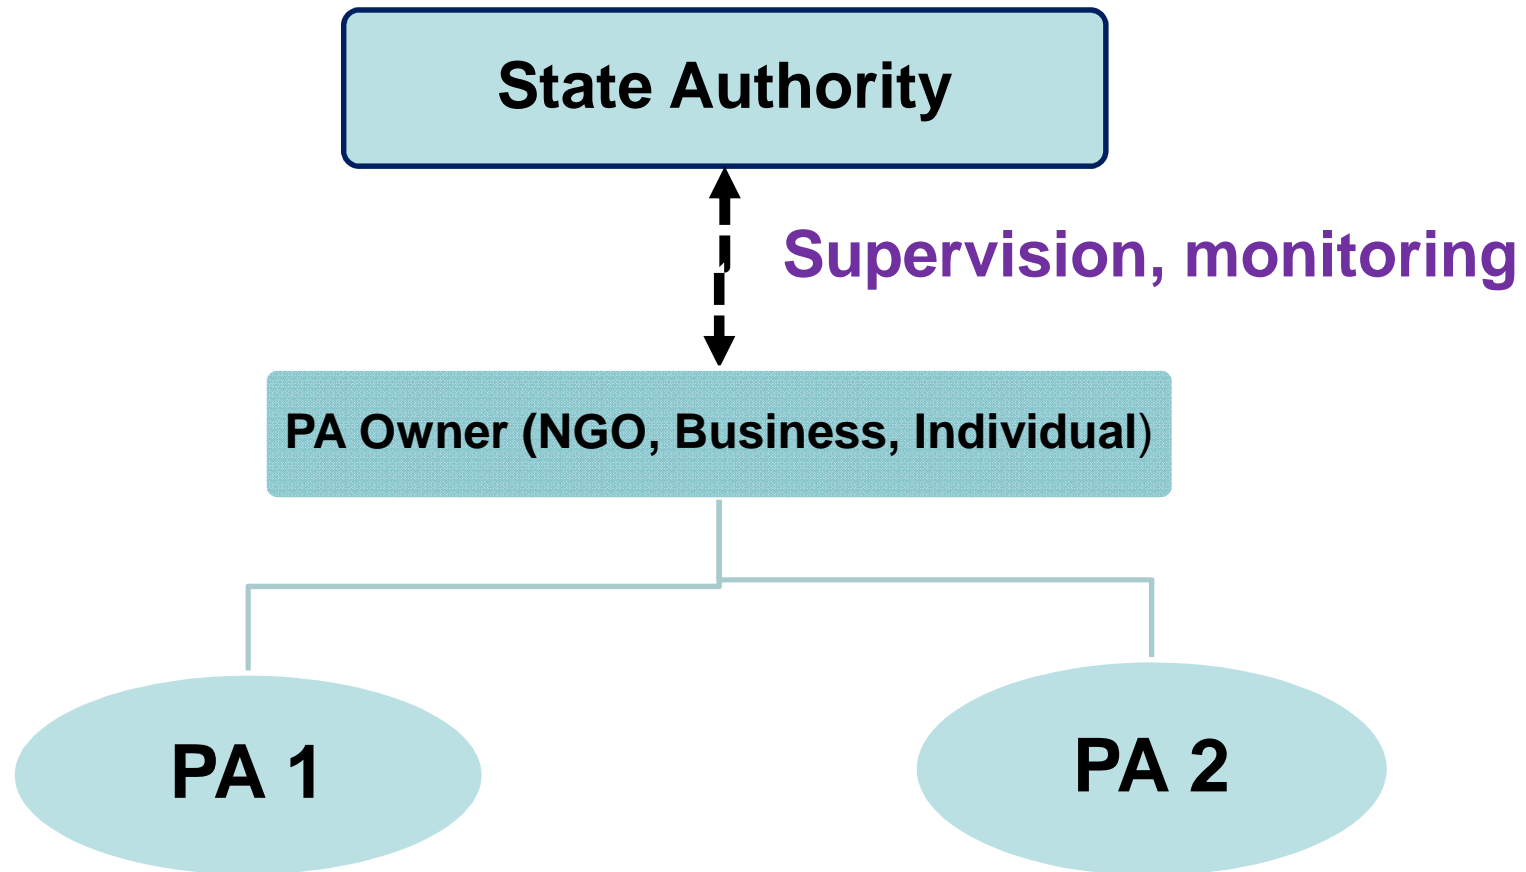 State Authority
Supervision, monitoring
PA Owner (NGO, Business, Individual)
PA 1
PA 2